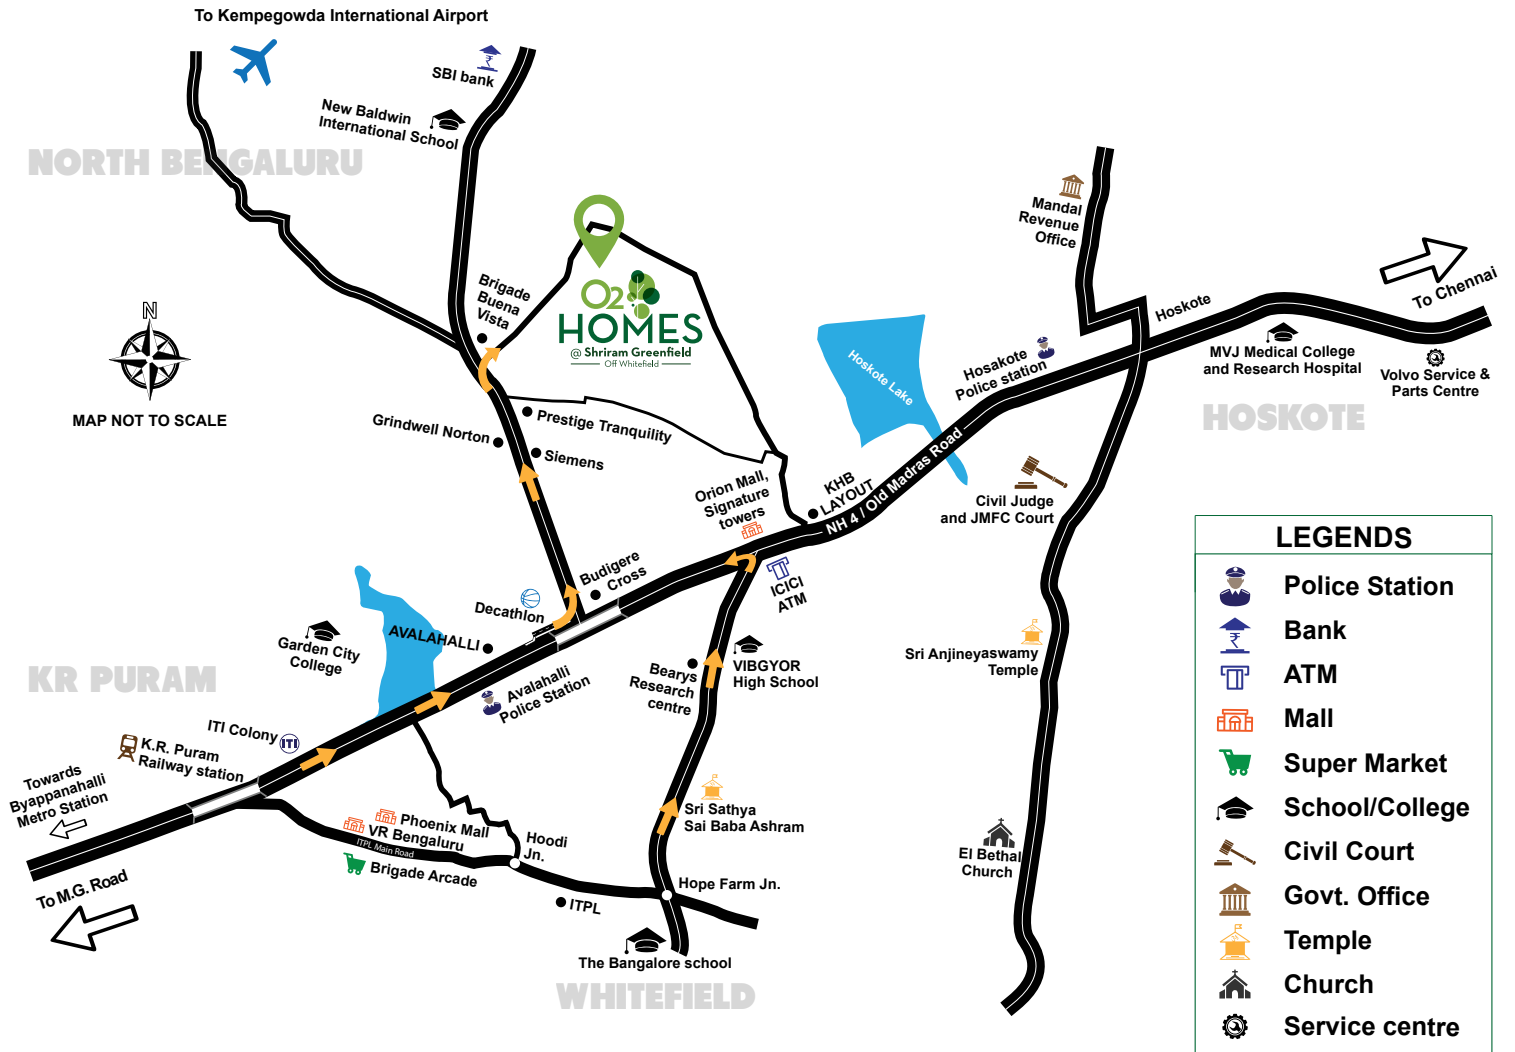 To Kempegowda International Airport
SBI bank
New Baldwin
International School
NORTH BENGALURU
N
MAP NOT TO SCALE
Brigade
Buena
Vista
O2
HOMES
@ Shriram Greenfield
Off Whitefield
Mandal
Revenue
Office
To Chennai
Hoskote
MVJ Medical College
and Research Hospital
Volvo Service &
Parts Centre
HOSKOTE
Hosakote
Police station
Hoskote Lake
Grindwell Norton
Prestige Tranquility
Siemens
Orion Mall,
Signature
towers
KHB
LAYOUT
NH 4 / Old Madras Road
Civil Judge
and JMFC Court
ICICI
ATM
Budigere
Cross
Decathlon
AVALAHALLI
Garden City
College
KR PURAM
Avalahalli
Police Station
Bearys
Research
centre
VIBGYOR
High School
Sri Anjineyaswamy
Temple
ITI Colony
ITI
K.R. Puram
Railway station
Towards
Byappanahalli
Metro Station
To M.G. Road
Phoenix Mall
VR Bengaluru
ITPL Main Road
Brigade Arcade
Hoodi
Jn.
ITPL
Hope Farm Jn.
Sri Sathya
Sai Baba Ashram
El Bethal
Church
The Bangalore school
WHITEFIELD
LEGENDS
Police Station
Bank
ATM
Mall
Super Market
School/College
Civil Court
Govt. Office
Temple
Church
Service centre